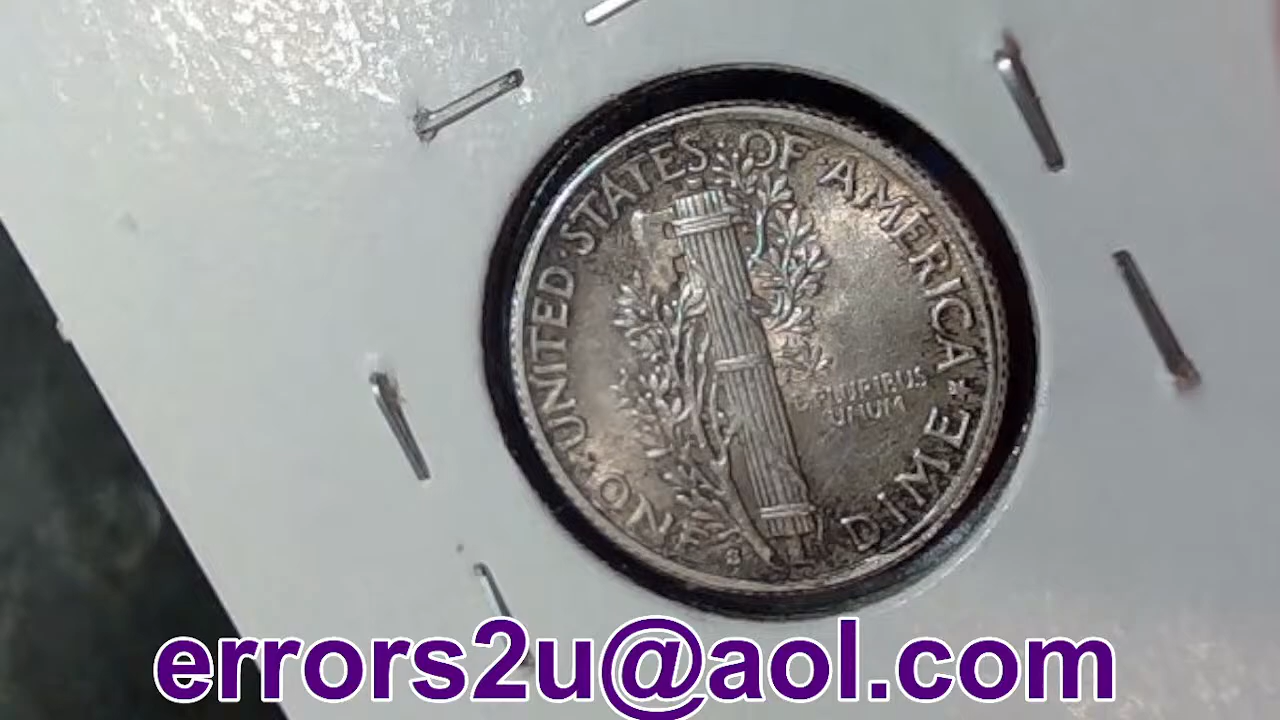 UNITED·STATES·OF·AMERICA
E·PLURIBUS
UNUM
ONE DIME
S
errors2u@aol.com